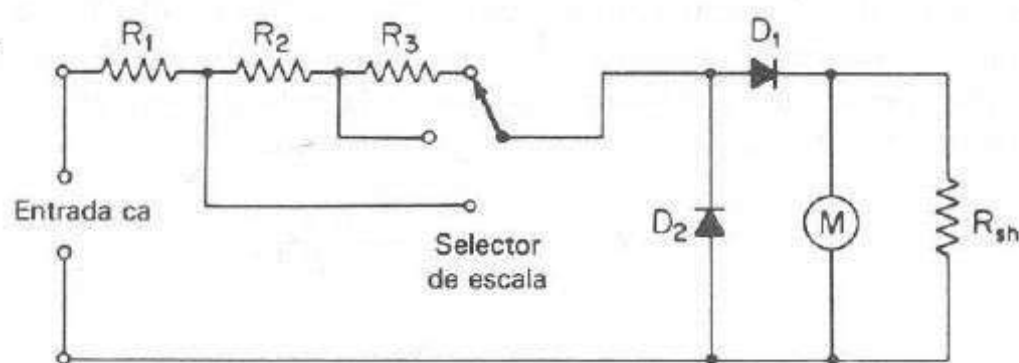 R1 R2 R3 D1
Entrada ca
D2 M Rsh
Selector
de escala